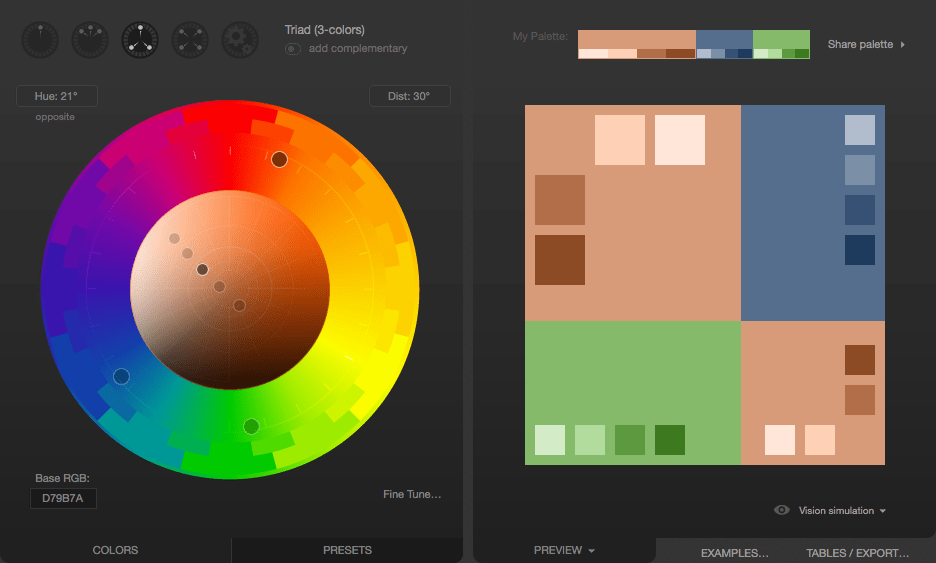 Triad (3-colors)
add complementary
Hue: 21°
opposite
Dist: 30°
Base RGB:
D79B7A
Fine Tune...
COLORS
PRESETS
My Palette:
Share palette
Vision simulation
PREVIEW
EXAMPLES...
TABLES / EXPORT...